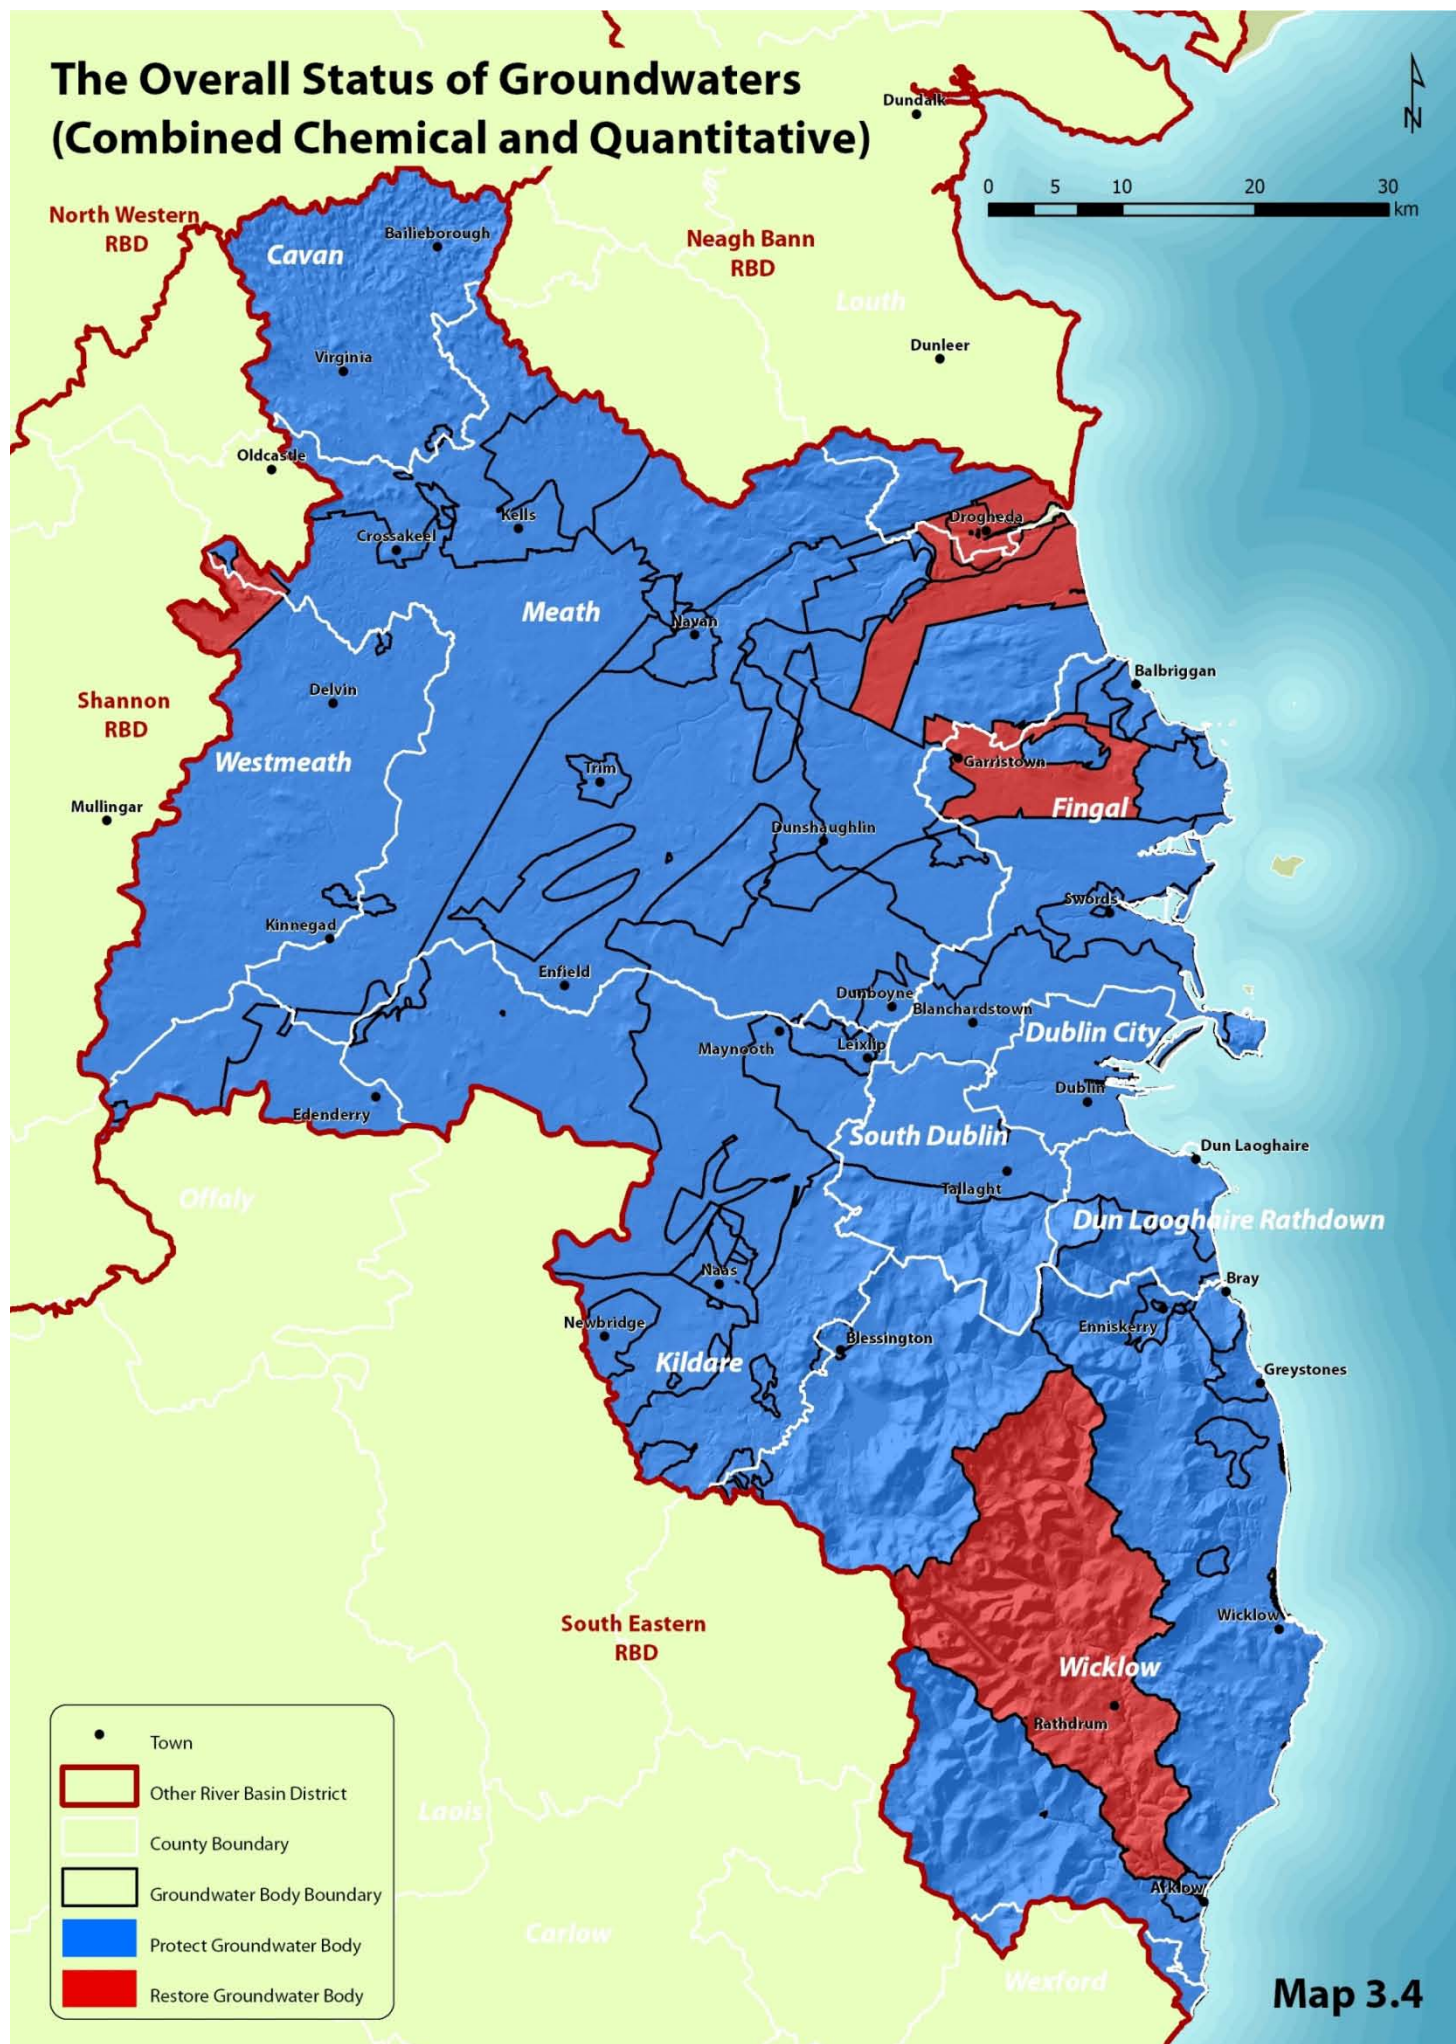 The Overall Status of Groundwaters
(Combined Chemical and Quantitative)
Dundalk
N
0 5 10 20 30
km
North Western
RBD
Cavan
Bailieborough
Neagh Bann
RBD
Louth
Dunleer
Virginia
Oldcastle
Kells
Crossakeel
Drogheda
Meath
Navan
Balbriggan
Delvin
Shannon
RBD
Westmeath
Trim
Garristown
Fingal
Mullingar
Dunshaughlin
Swords
Kinnegad
Enfield
Dunboyne
Blanchardstown
Dublin City
Maynooth
Leixlip
Dublin
Edenderry
South Dublin
Dun Laoghaire
Tallaght
Offaly
Dun Laoghaire Rathdown
Naas
Bray
Newbridge
Enniskerry
Blessington
Kildare
Greystones
South Eastern
RBD
Wicklow
Wicklow
Rathdrum
Laois
Arklow
Carlow
Wexford
Town
Other River Basin District
County Boundary
Groundwater Body Boundary
Protect Groundwater Body
Restore Groundwater Body
Map 3.4